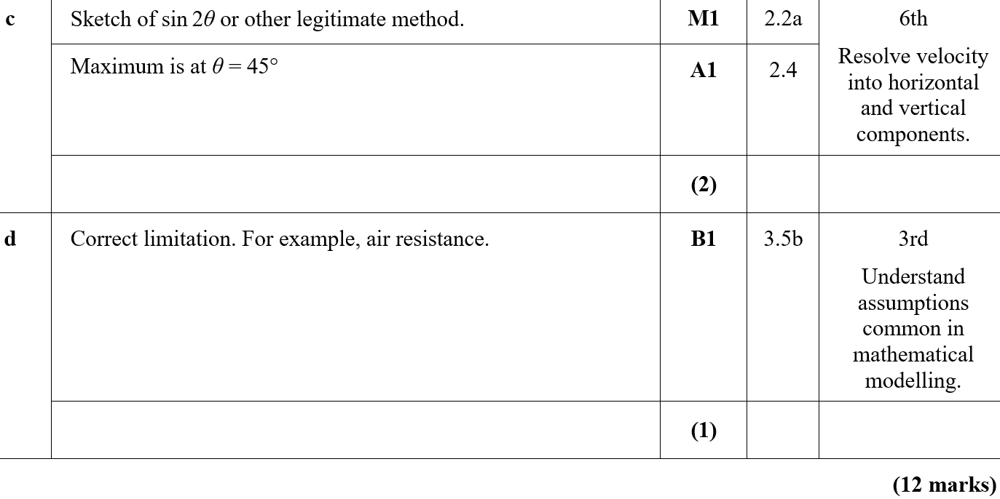 c Sketch of sin 2θ or other legitimate method. M1 2.2a 6th
Maximum is at θ = 45° A1 2.4
Resolve velocity
into horizontal
and vertical
components.
(2)
d Correct limitation. For example, air resistance. B1 3.5b 3rd
Understand
assumptions
common in
mathematical
modelling.
(1)
(12 marks)